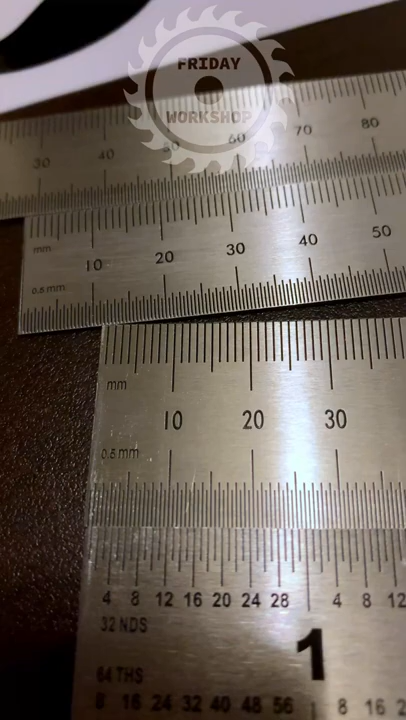 FRIDAY
WORKSHOP
30 40 50 60 70 80
mm
10 20 30 40 50
0.5 mm
mm
10 20 30
0.5 mm
4 8 12 16 20 24 28 4 8 12
32 NDS
1
64 THS
8 16 24 32 40 48 56 8 16